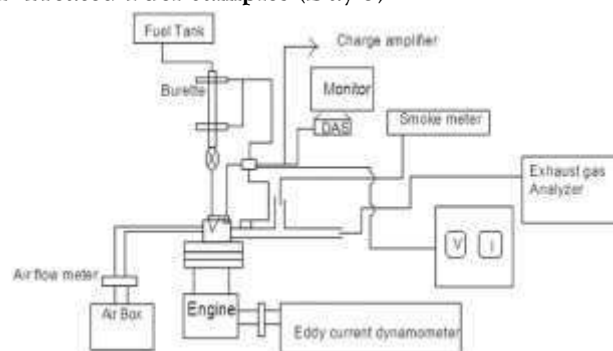 Fuel Tank
Charge amplifier
Burette
Monitor
DAS
Smoke meter
Exhaust gas
Analyzer
V
V
I
Air flow meter
Air Box
Engine
Eddy current dynamometer